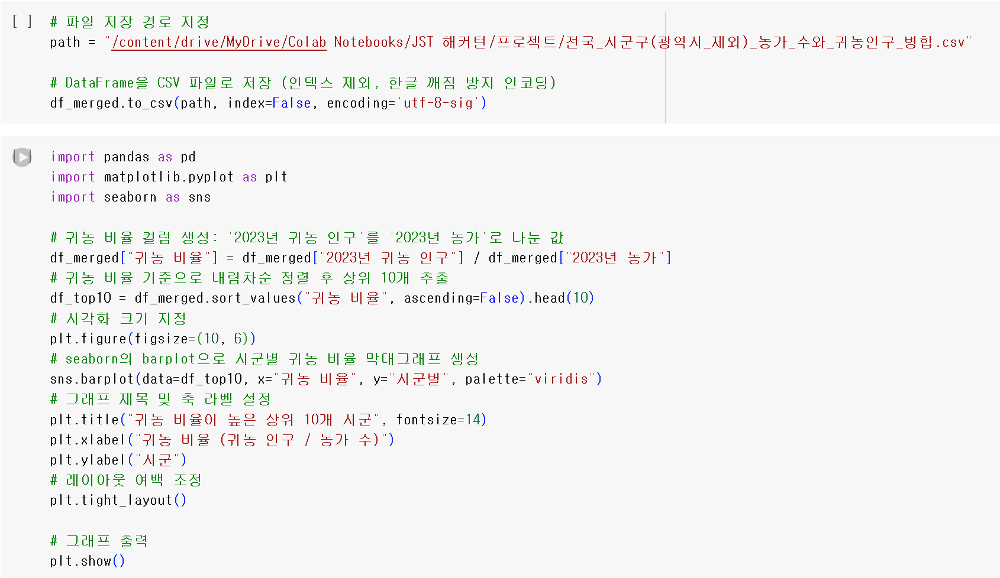 [ ] # 파일 저장 경로 지정
path = "/content/drive/MyDrive/Colab Notebooks/JST 해커턴/프로젝트/전국_시군구(광역시_제외)_농가_수와_귀농인구_병합.csv"
# DataFrame을 CSV 파일로 저장 (인덱스 제외, 한글 깨짐 방지 인코딩)
df_merged.to_csv(path, index=False, encoding='utf-8-sig')
[ ] import pandas as pd
import matplotlib.pyplot as plt
import seaborn as sns
# 귀농 비율 컬럼 생성: '2023년 귀농 인구'를 '2023년 농가'로 나눈 값
df_merged["귀농 비율"] = df_merged["2023년 귀농 인구"] / df_merged["2023년 농가"]
# 귀농 비율 기준으로 내림차순 정렬 후 상위 10개 추출
df_top10 = df_merged.sort_values("귀농 비율", ascending=False).head(10)
# 시각화 크기 지정
plt.figure(figsize=(10, 6))
# seaborn의 barplot으로 시군별 귀농 비율 막대그래프 생성
sns.barplot(data=df_top10, x="귀농 비율", y="시군별", palette="viridis")
# 그래프 제목 및 축 라벨 설정
plt.title("귀농 비율이 높은 상위 10개 시군", fontsize=14)
plt.xlabel("귀농 비율 (귀농 인구 / 농가 수)")
plt.ylabel("시군")
# 레이아웃 여백 조정
plt.tight_layout()
# 그래프 출력
plt.show()